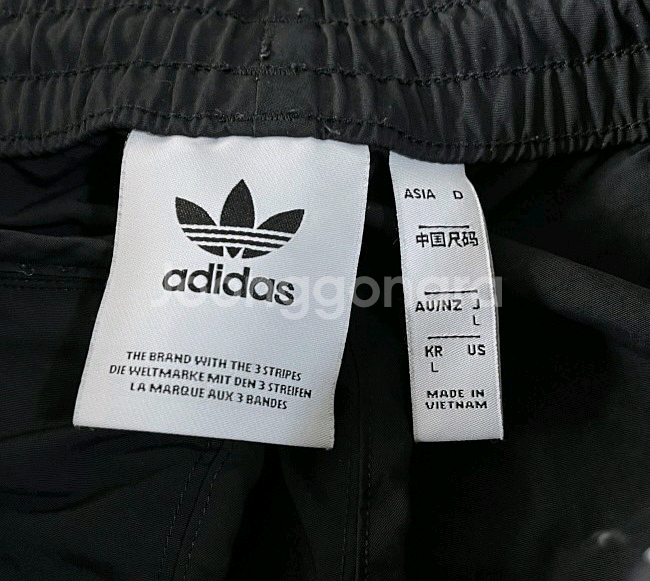 adidas
THE BRAND WITH THE 3 STRIPES
DIE WELTMARKE MIT DEN 3 STREIFEN
LA MARQUE AUX 3 BANDES
ASIA D
中国尺码
AU/NZ J
L
KR US
L
MADE IN
VIETNAM
Joonggonara